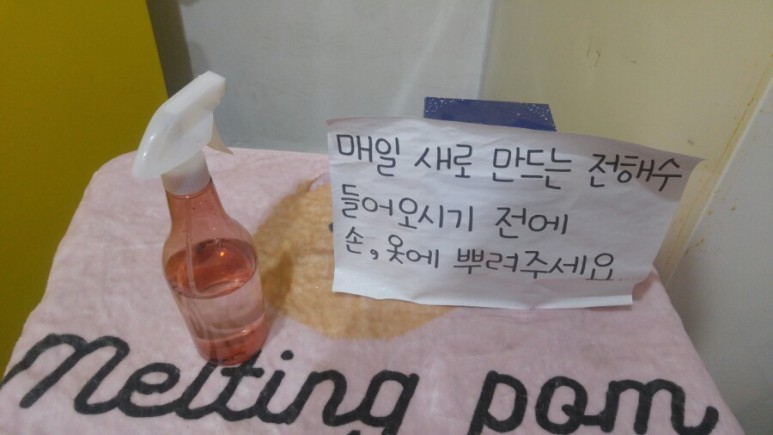 매일 새로 만드는 전해수
들어오시기 전에
손, 옷에 뿌려주세요
Melting pom